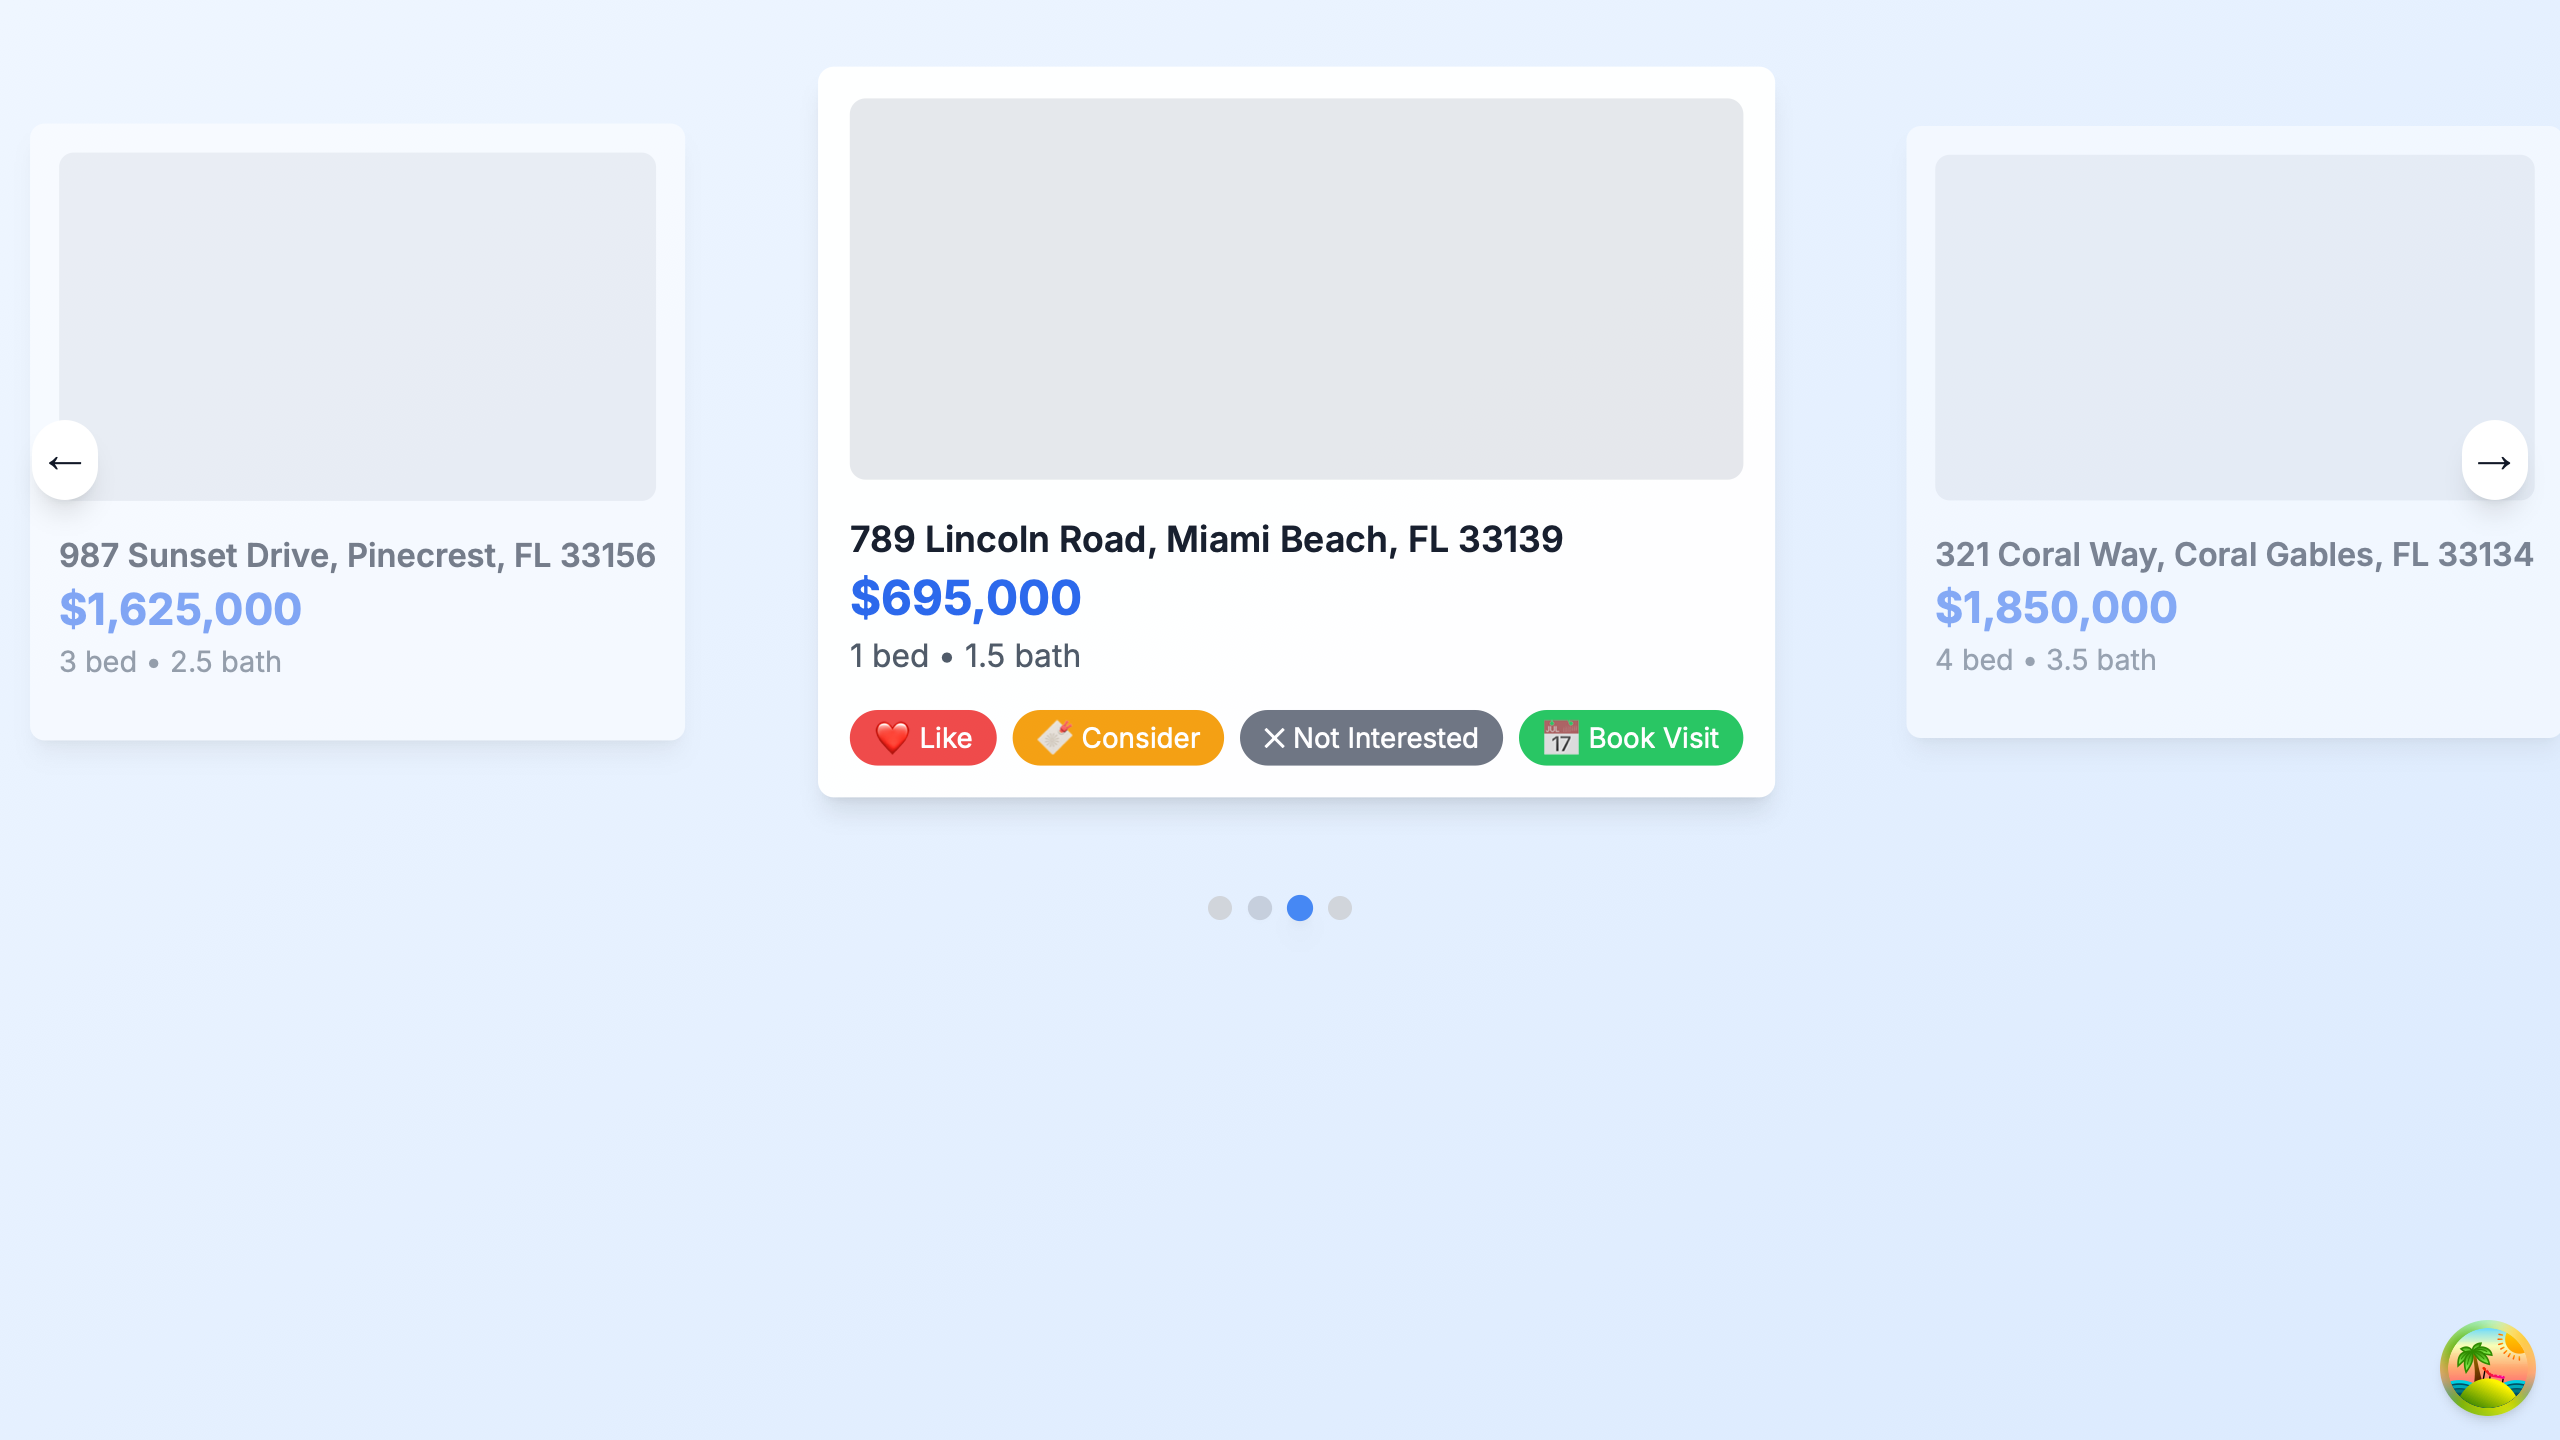 987 Sunset Drive, Pinecrest, FL 33156
$1,625,000
3 bed • 2.5 bath
←
789 Lincoln Road, Miami Beach, FL 33139
$695,000
1 bed • 1.5 bath
❤️ Like
🏷️ Consider
✕ Not Interested
📅 Book Visit
321 Coral Way, Coral Gables, FL 33134
$1,850,000
4 bed • 3.5 bath
→